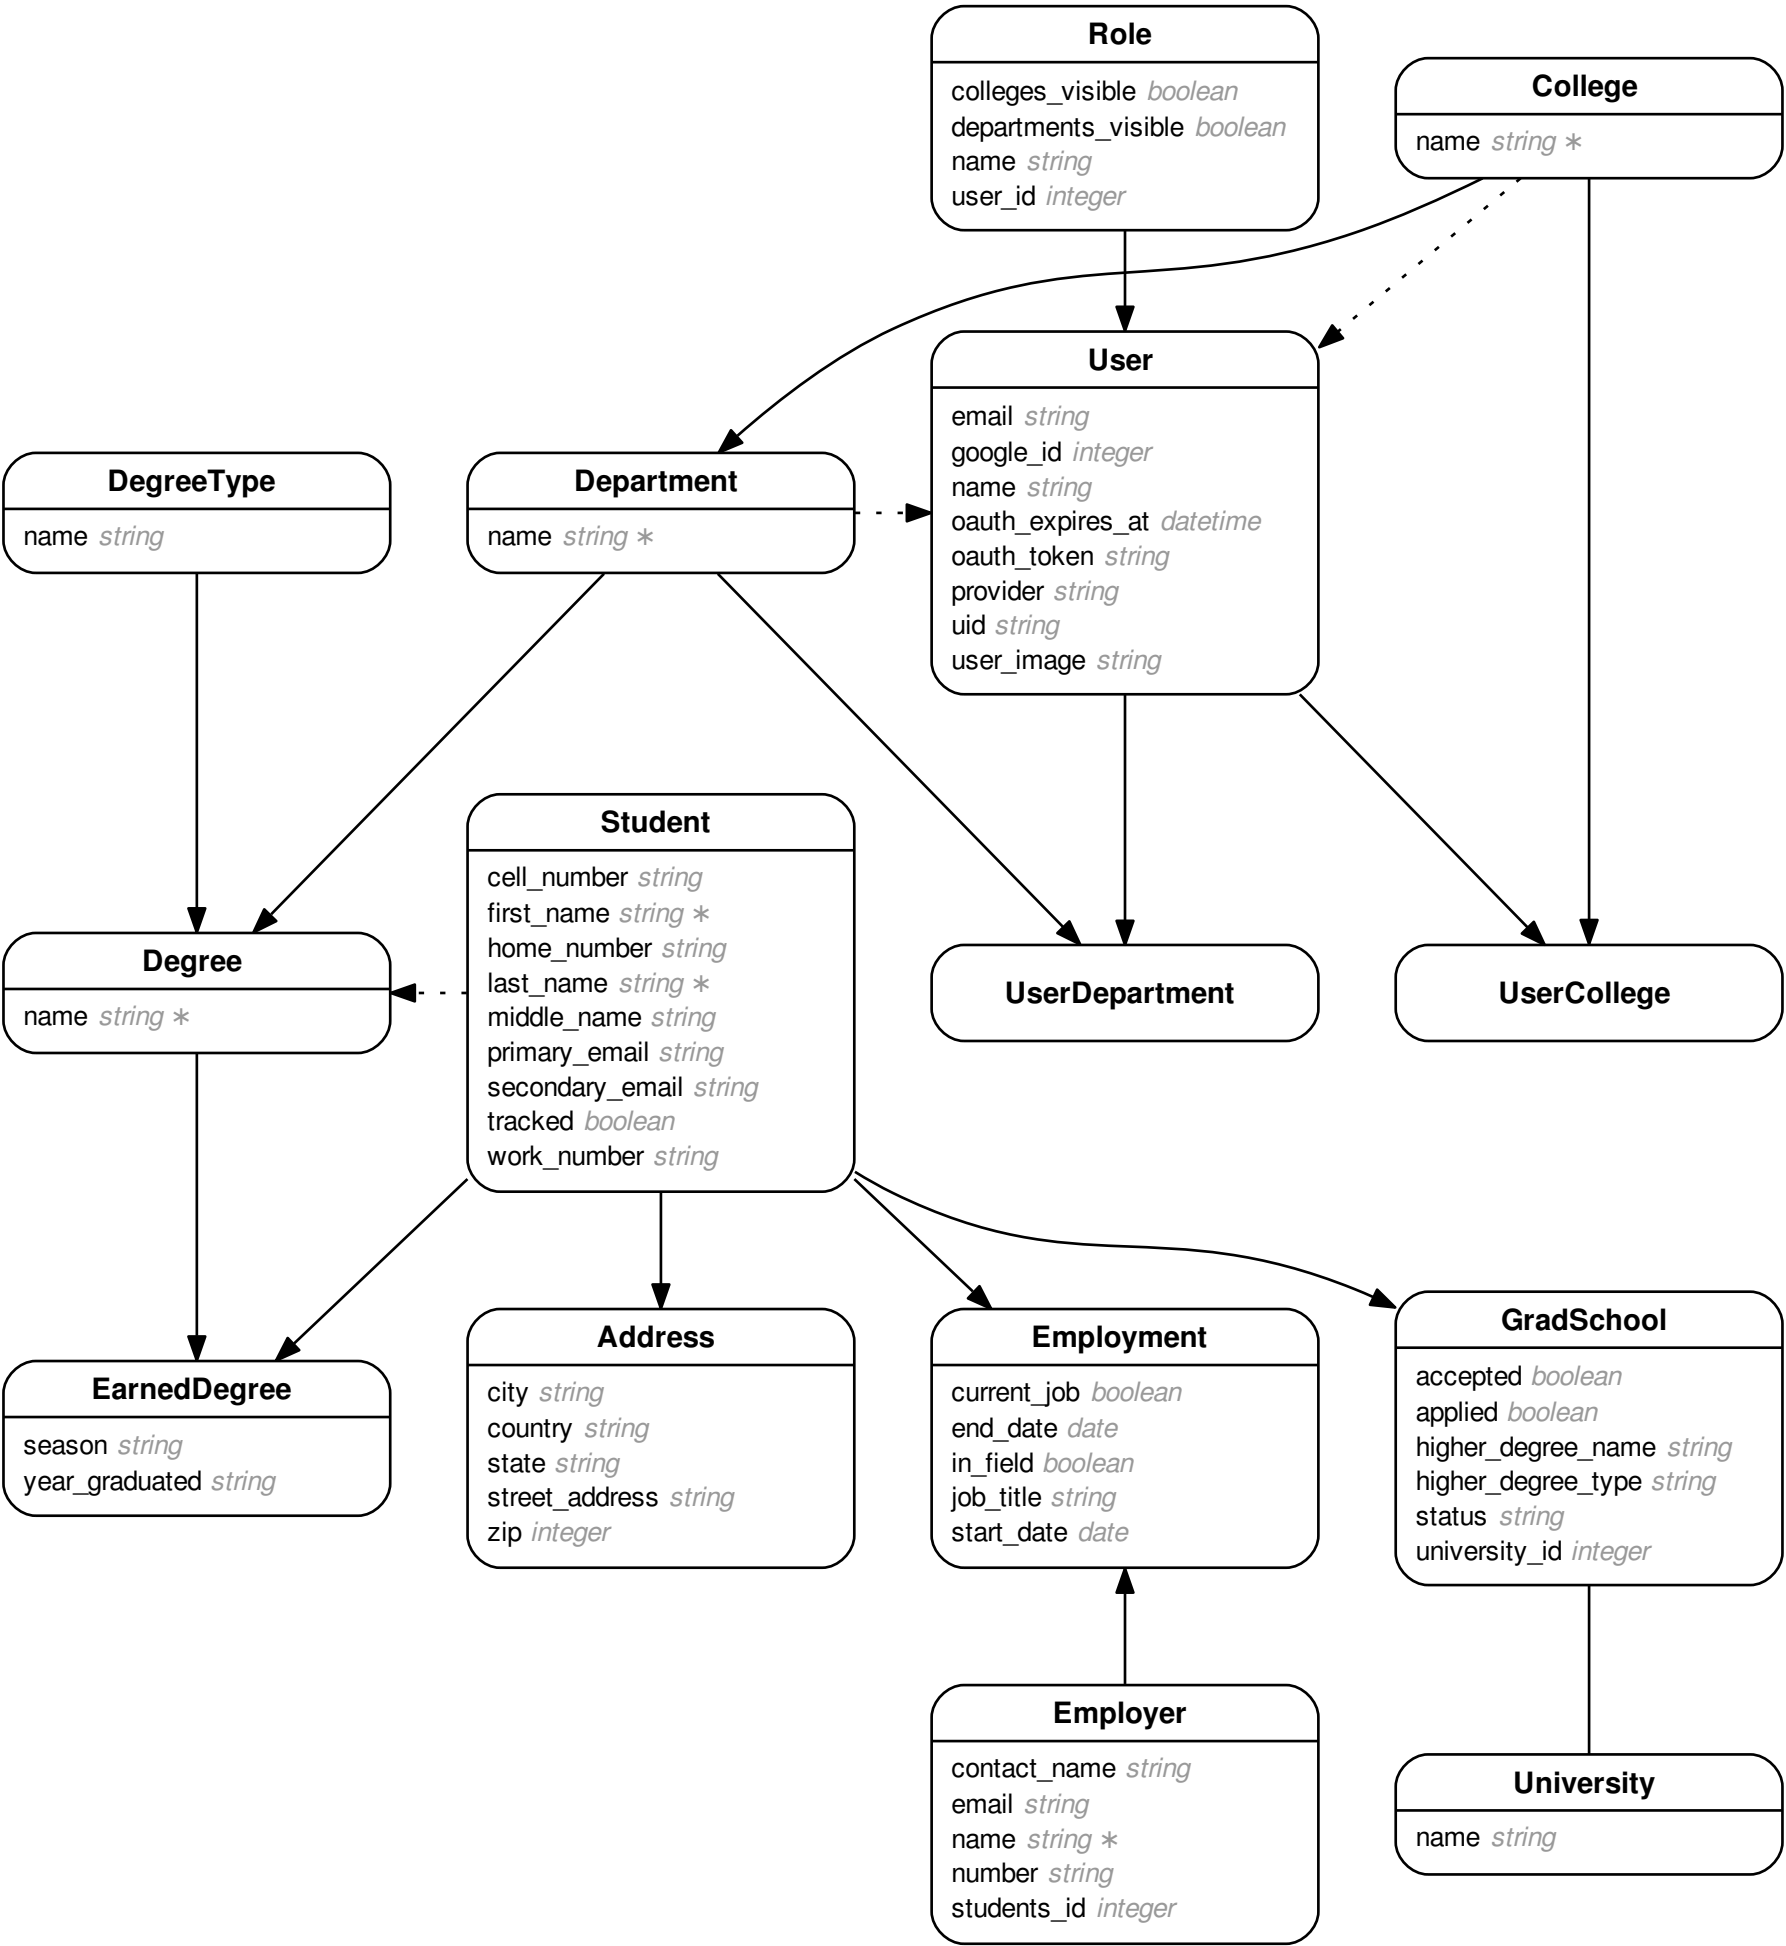 Role
colleges_visible boolean
departments_visible boolean
name string
user_id integer
College
name string ∗
User
email string
google_id integer
name string
oauth_expires_at datetime
oauth_token string
provider string
uid string
user_image string
DegreeType
name string
Department
name string ∗
Student
cell_number string
first_name string ∗
home_number string
last_name string ∗
middle_name string
primary_email string
secondary_email string
tracked boolean
work_number string
Degree
name string ∗
UserDepartment
UserCollege
EarnedDegree
season string
year_graduated string
Address
city string
country string
state string
street_address string
zip integer
Employment
current_job boolean
end_date date
in_field boolean
job_title string
start_date date
GradSchool
accepted boolean
applied boolean
higher_degree_name string
higher_degree_type string
status string
university_id integer
Employer
contact_name string
email string
name string ∗
number string
students_id integer
University
name string